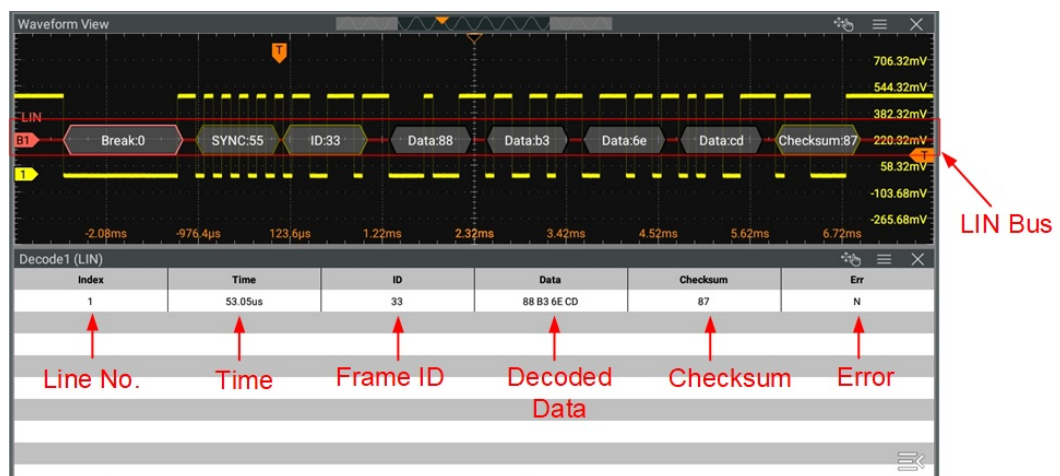 Waveform View
T
706.32mV
544.32mV
LIN
382.32mV
B1 Break:0 SYNC:55 ID:33 Data:88 Data:b3 Data:6e Data:cd Checksum:87 220.32mV
T
1 58.32mV
-103.68mV
LIN Bus
-265.68mV
-2.08ms -976.4µs 123.6µs 1.22ms 2.32ms 3.42ms 4.52ms 5.62ms 6.72ms
Decode1 (LIN)
Index Time ID Data Checksum Err
1 53.05us 33 88 B3 6E CD 87 N
Line No. Time Frame ID Decoded Data Checksum Error